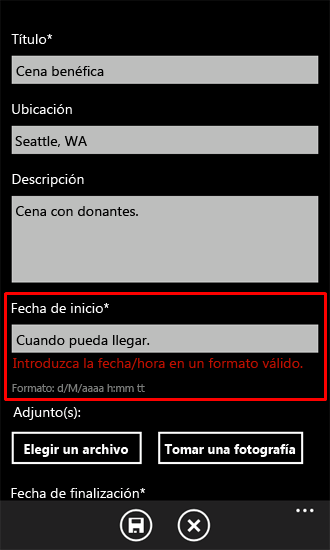 Título*
Cena benéfica
Ubicación
Seattle, WA
Descripción
Cena con donantes.
Fecha de inicio*
Cuando pueda llegar.
Introduzca la fecha/hora en un formato válido.
Formato: d/M/aaaa h:mm tt
Adjunto(s):
Elegir un archivo Tomar una fotografía
Fecha de finalización*